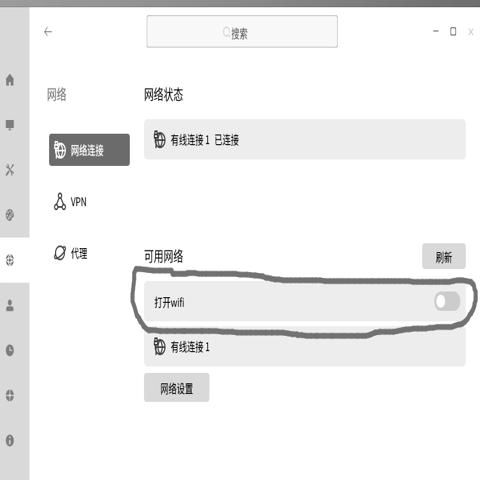 搜索
网络
网络状态
网络连接
有线连接 1 已连接
VPN
代理
可用网络
刷新
打开wifi
有线连接 1
网络设置